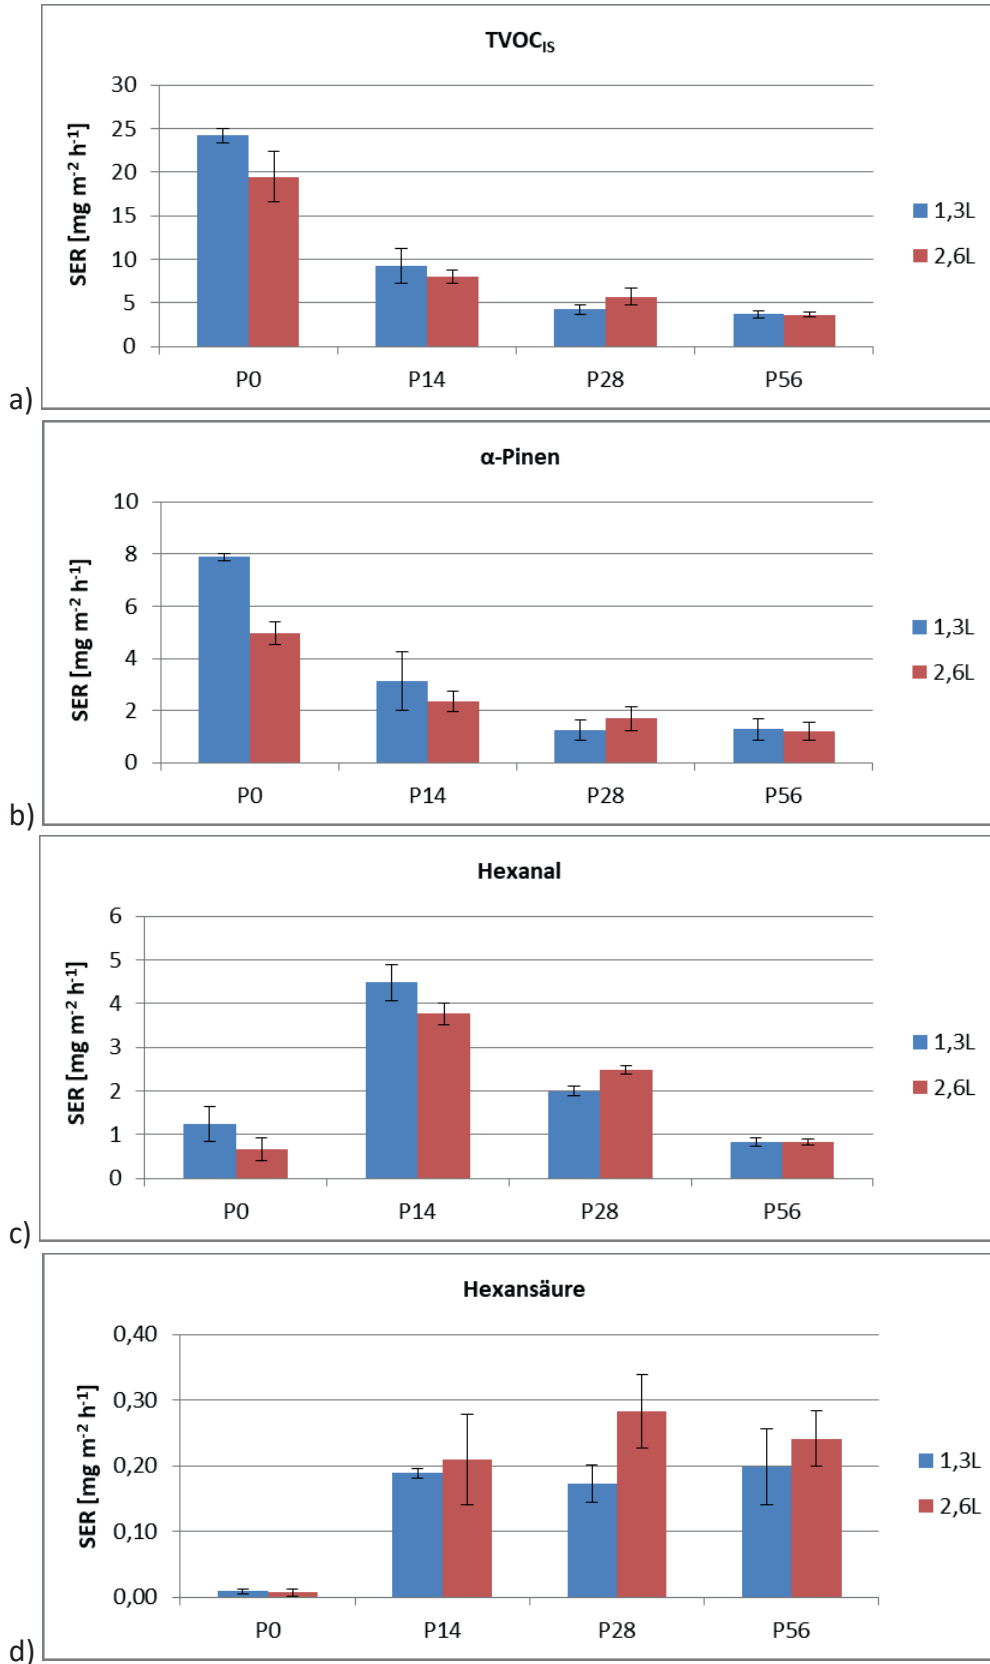 TVOC_IS
SER [mg m⁻² h⁻¹]
30
25
20
15
10
5
0
P0 P14 P28 P56
1,3L
2,6L
a)
α-Pinen
SER [mg m⁻² h⁻¹]
10
8
6
4
2
0
P0 P14 P28 P56
1,3L
2,6L
b)
Hexanal
SER [mg m⁻² h⁻¹]
6
5
4
3
2
1
0
P0 P14 P28 P56
1,3L
2,6L
c)
Hexansäure
SER [mg m⁻² h⁻¹]
0,40
0,30
0,20
0,10
0,00
P0 P14 P28 P56
1,3L
2,6L
d)